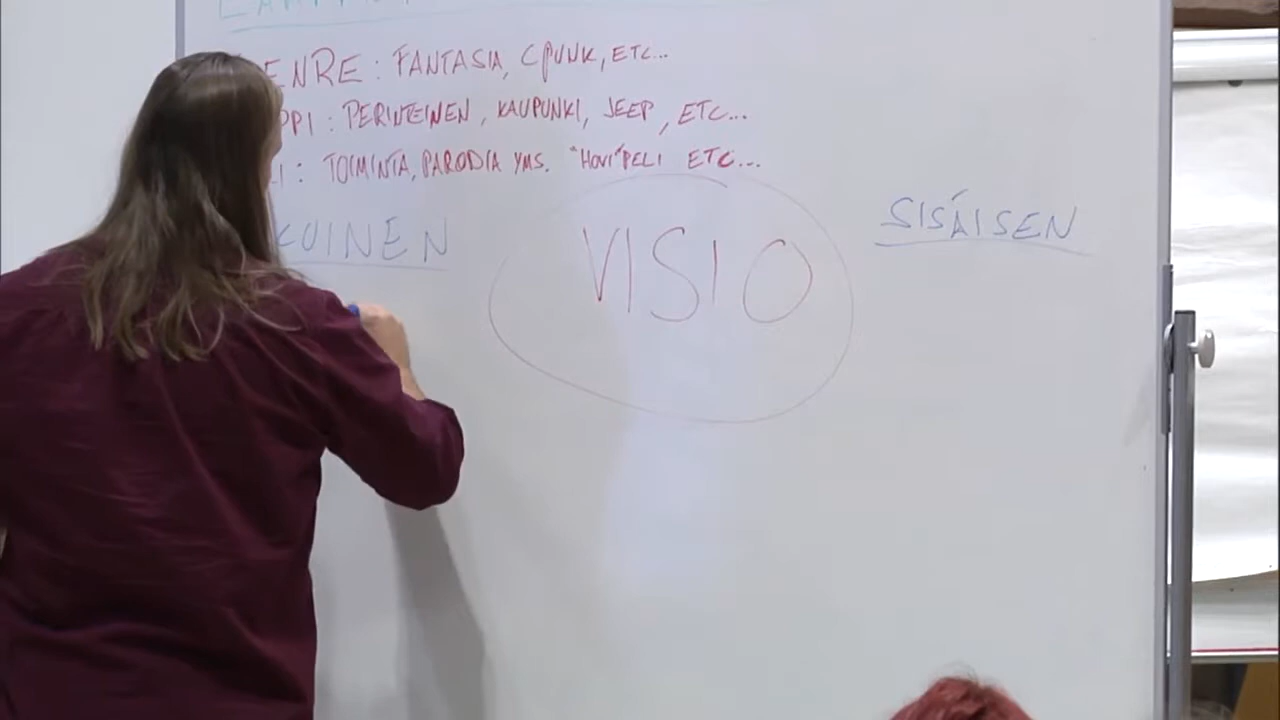 ENRE : FANTASIA, CPUNK, ETC...
PPI : PERINTEINEN, KAUPUNKI, JEEP, ETC...
I : TOIMINTA, PARODIA YMS. "HOVI"PELI ETC...
KUINEN VISIO SISÄISEN